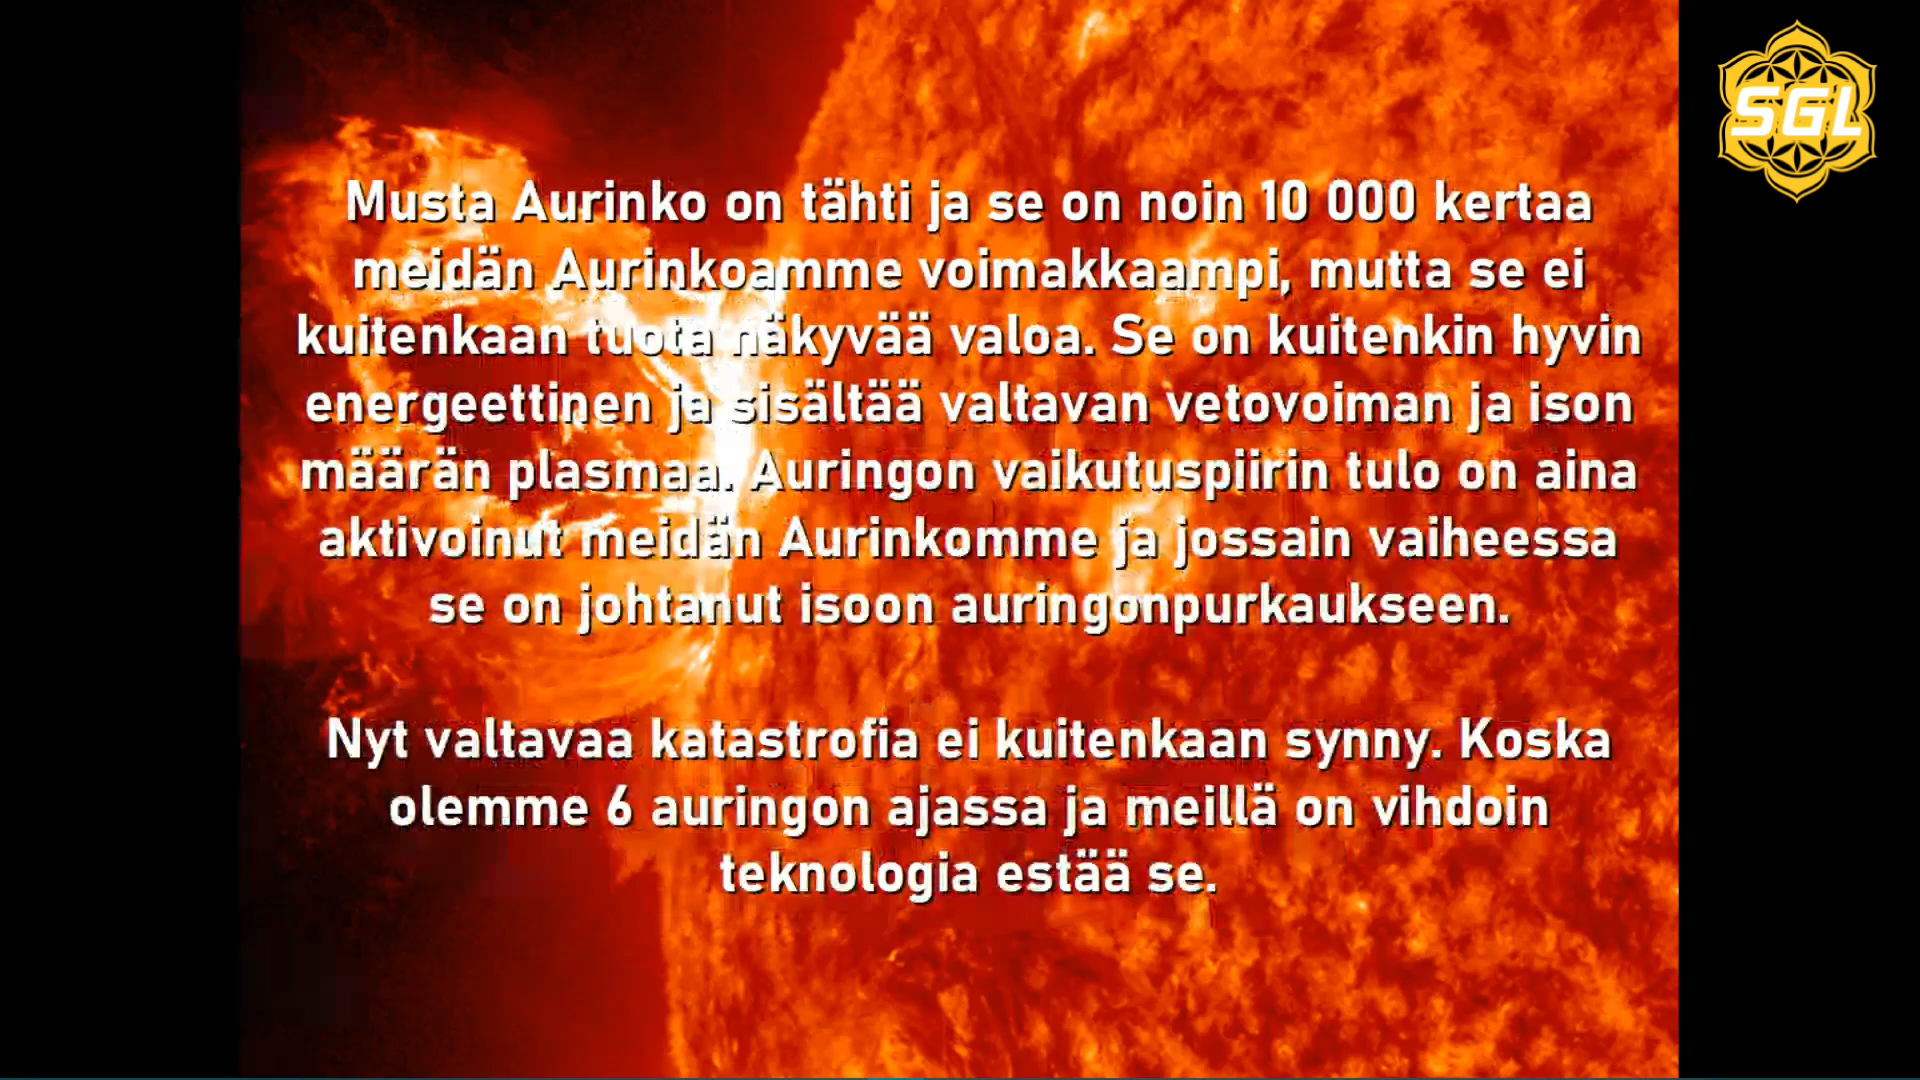 SGL
Musta Aurinko on tähti ja se on noin 10 000 kertaa
meidän Aurinkoamme voimakkaampi, mutta se ei
kuitenkaan tuota näkyvää valoa. Se on kuitenkin hyvin
energeettinen ja sisältää valtavan vetovoiman ja ison
määrän plasmaa. Auringon vaikutuspiirin tulo on aina
aktivoinut meidän Aurinkomme ja jossain vaiheessa
se on johtanut isoon auringonpurkaukseen.
Nyt valtavaa katastrofia ei kuitenkaan synny. Koska
olemme 6 auringon ajassa ja meillä on vihdoin
teknologia estää se.